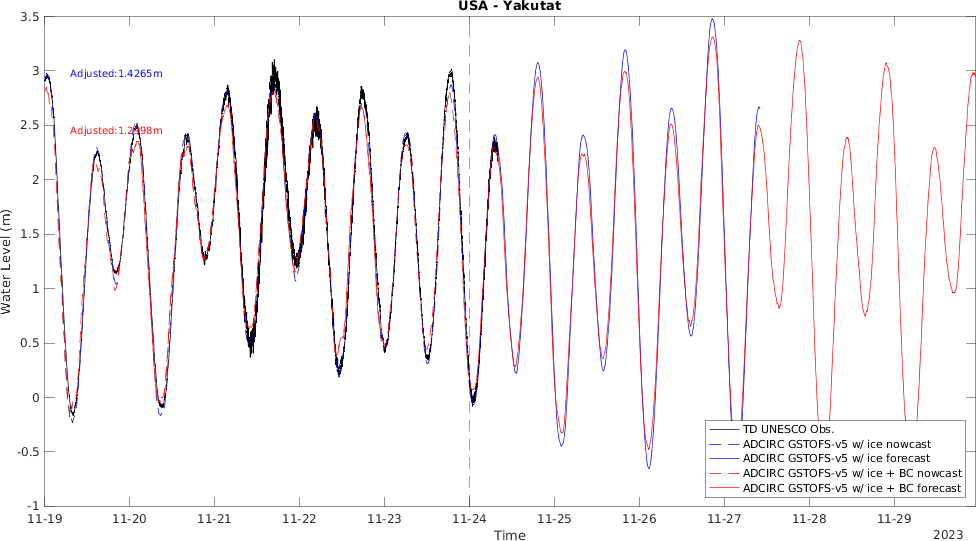 USA - Yakutat
3.5
3
2.5
2
1.5
1
0.5
0
-0.5
-1
Water Level (m)
Adjusted:1.4265m
Adjusted:1.2998m
TD UNESCO Obs.
ADCIRC GSTOFS-v5 w/ ice nowcast
ADCIRC GSTOFS-v5 w/ ice forecast
ADCIRC GSTOFS-v5 w/ ice + BC nowcast
ADCIRC GSTOFS-v5 w/ ice + BC forecast
11-19 11-20 11-21 11-22 11-23 11-24 11-25 11-26 11-27 11-28 11-29
Time
2023